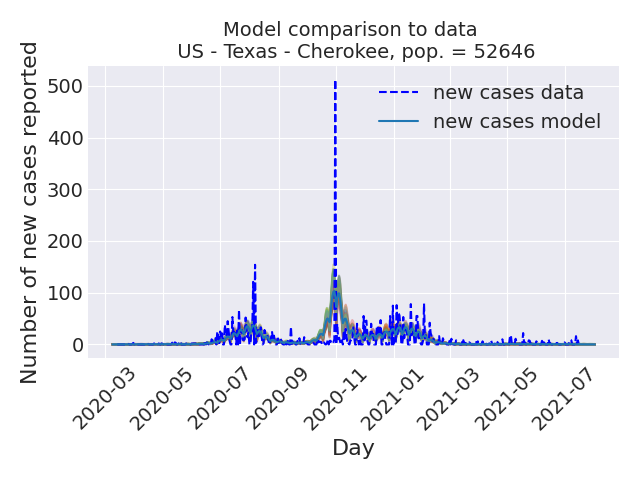 Model comparison to data
US - Texas - Cherokee, pop. = 52646
Number of new cases reported
500
400
300
200
100
0
new cases data
new cases model
2020-03
2020-05
2020-07
2020-09
2020-11
2021-01
2021-03
2021-05
2021-07
Day